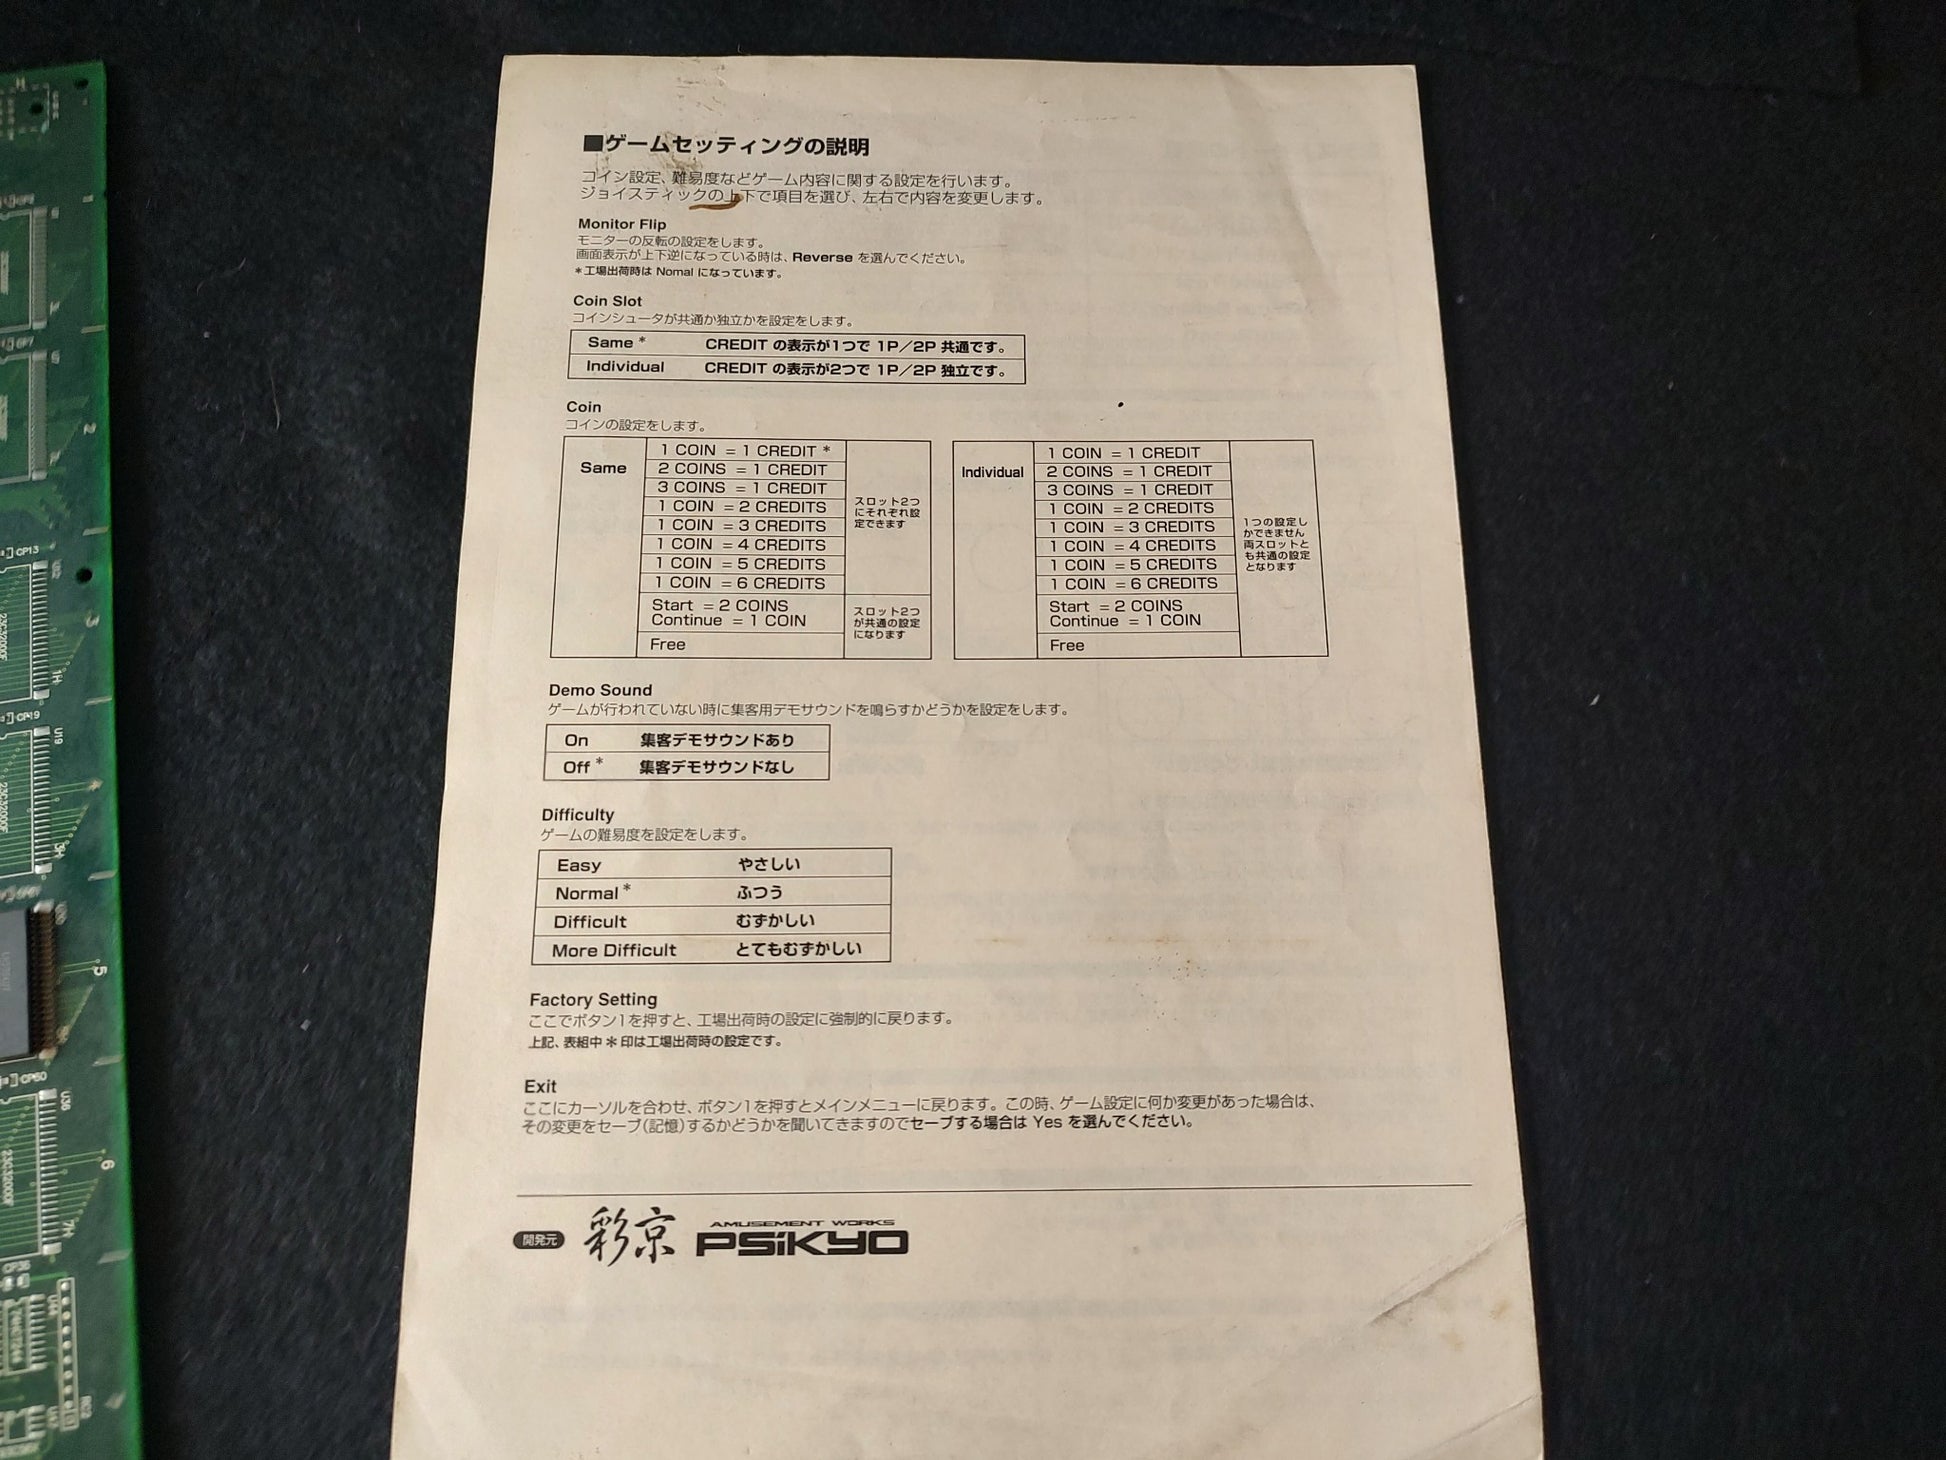 ■ゲームセッティングの説明
コイン設定、難易度などゲーム内容に関する設定を行います。
ジョイスティックの上下で項目を選び、左右で内容を変更します。
Monitor Flip
モニターの反転の設定をします。
画面表示が上下逆になっている時は、Reverse を選んでください。
＊工場出荷時は Nomal になっています。
Coin Slot
コインシュータが共通か独立かを設定をします。
Same * CREDIT の表示が1つで 1P／2P 共通です。
Individual CREDIT の表示が2つで 1P／2P 独立です。
Coin
コインの設定をします。
Same
1 COIN = 1 CREDIT *
2 COINS = 1 CREDIT
3 COINS = 1 CREDIT
1 COIN = 2 CREDITS
1 COIN = 3 CREDITS
1 COIN = 4 CREDITS
1 COIN = 5 CREDITS
1 COIN = 6 CREDITS
スロット2つ
にそれぞれ設
定できます
Start = 2 COINS
Continue = 1 COIN
Free
スロット2つ
が共通の設定
になります
Individual
1 COIN = 1 CREDIT
2 COINS = 1 CREDIT
3 COINS = 1 CREDIT
1 COIN = 2 CREDITS
1 COIN = 3 CREDITS
1 COIN = 4 CREDITS
1 COIN = 5 CREDITS
1 COIN = 6 CREDITS
Start = 2 COINS
Continue = 1 COIN
Free
1つの設定し
かできません
両スロットと
も共通の設定
となります
Demo Sound
ゲームが行われていない時に集客用デモサウンドを鳴らすかどうかを設定をします。
On 集客デモサウンドあり
Off * 集客デモサウンドなし
Difficulty
ゲームの難易度を設定をします。
Easy やさしい
Normal * ふつう
Difficult むずかしい
More Difficult とてもむずかしい
Factory Setting
ここでボタン1を押すと、工場出荷時の設定に強制的に戻ります。
上記、表組中＊印は工場出荷時の設定です。
Exit
ここにカーソルを合わせ、ボタン1を押すとメインメニューに戻ります。この時、ゲーム設定に何か変更があった場合は、
その変更をセーブ(記憶)するかどうかを聞いてきますのでセーブする場合は Yes を選んでください。
開発元 彩京 AMUSEMENT WORKS
PSiKYO
CP13
U12
3
23C32000F
1H
CP19
U19
4
23C32000F
3H
5
CP60
U36
6
23C32000F
7H
CP36
2